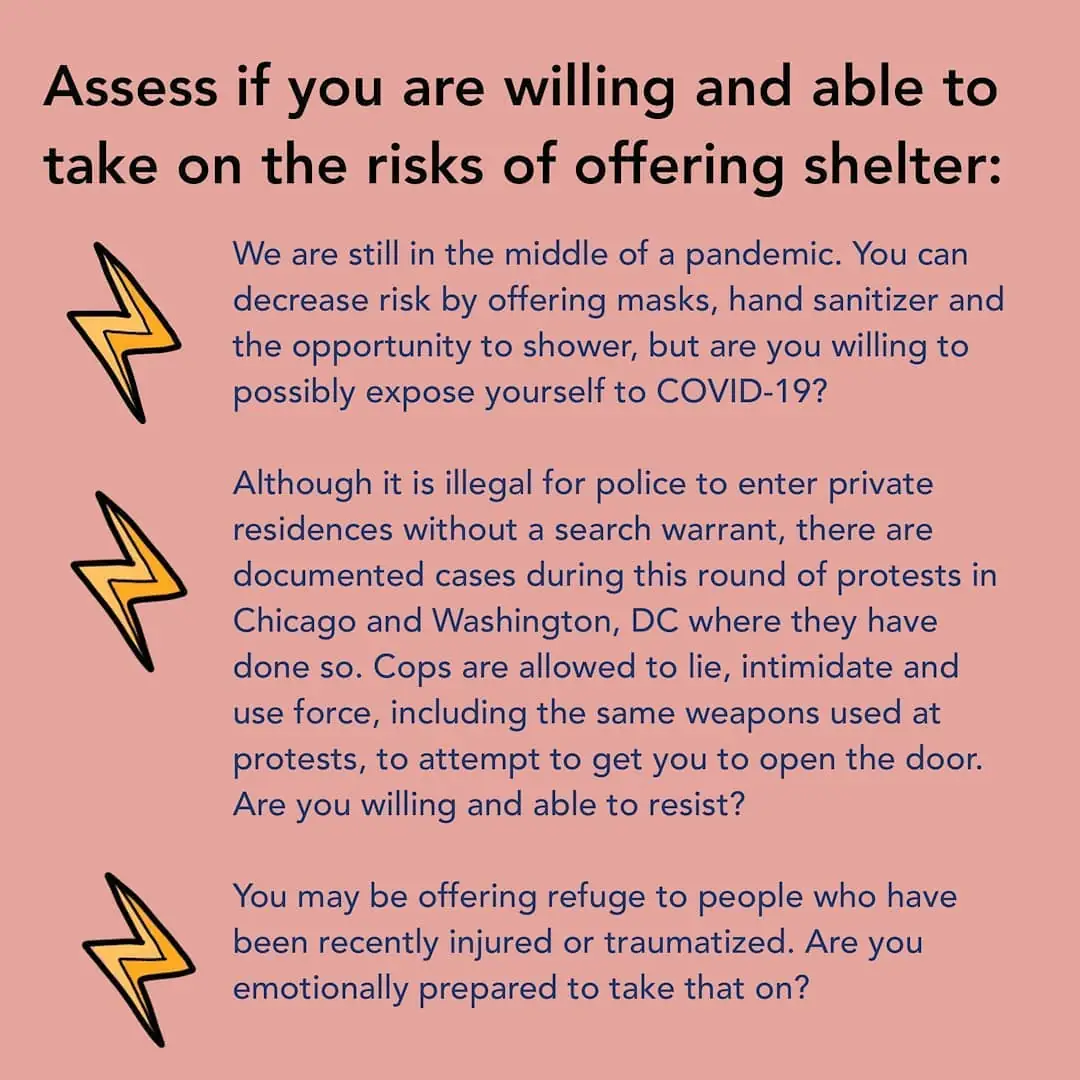 Assess if you are willing and able to
take on the risks of offering shelter:
We are still in the middle of a pandemic. You can
decrease risk by offering masks, hand sanitizer and
the opportunity to shower, but are you willing to
possibly expose yourself to COVID-19?
Although it is illegal for police to enter private
residences without a search warrant, there are
documented cases during this round of protests in
Chicago and Washington, DC where they have
done so. Cops are allowed to lie, intimidate and
use force, including the same weapons used at
protests, to attempt to get you to open the door.
Are you willing and able to resist?
You may be offering refuge to people who have
been recently injured or traumatized. Are you
emotionally prepared to take that on?